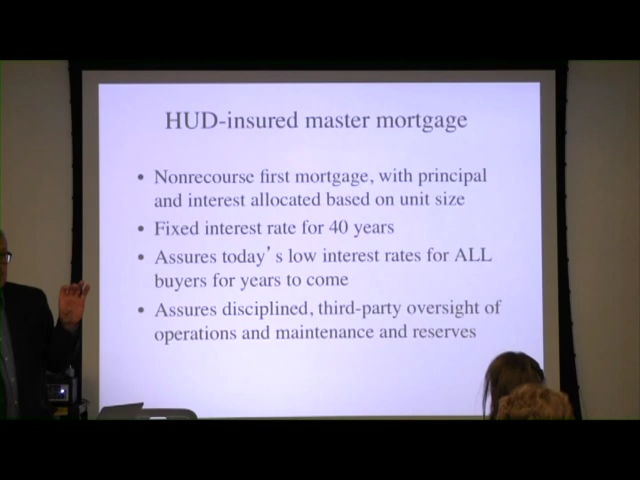 HUD-insured master mortgage
• Nonrecourse first mortgage, with principal
and interest allocated based on unit size
• Fixed interest rate for 40 years
• Assures today's low interest rates for ALL
buyers for years to come
• Assures disciplined, third-party oversight of
operations and maintenance and reserves